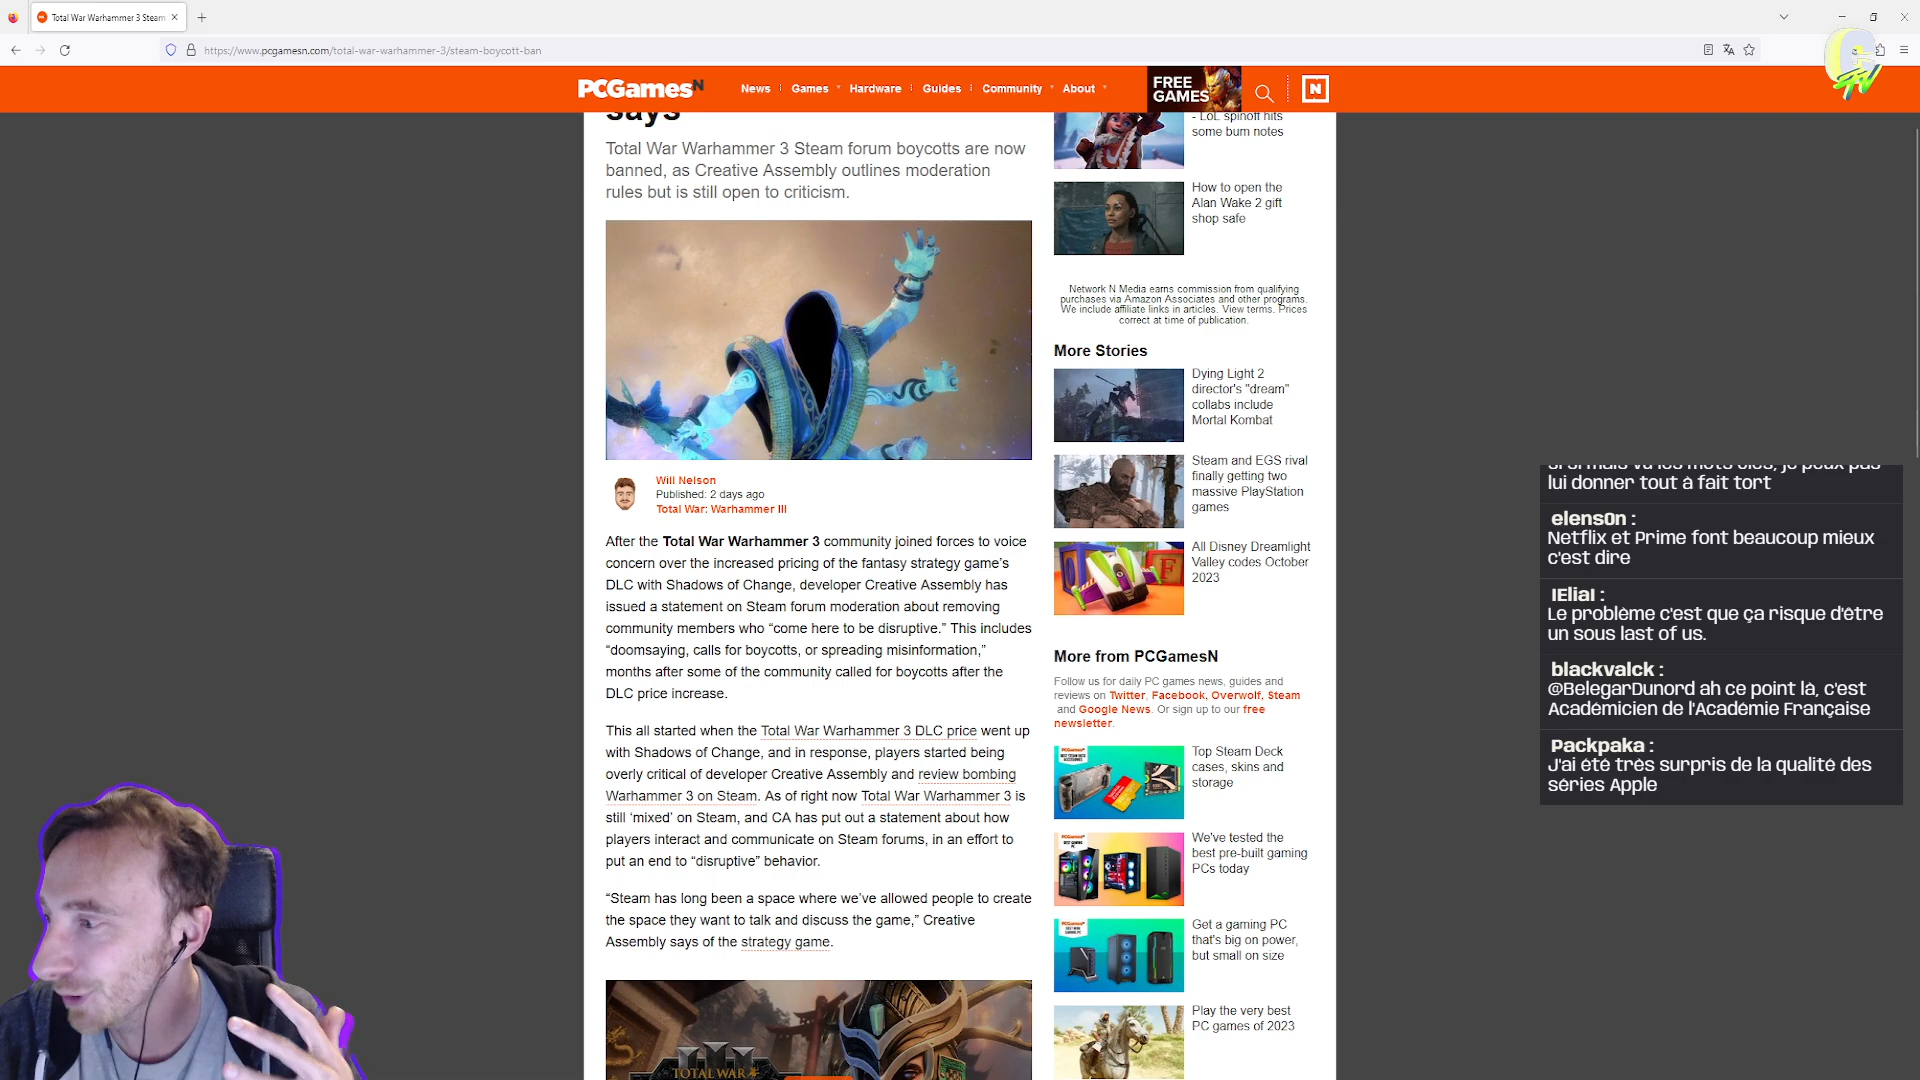 Total War Warhammer 3 Steam
https://www.pcgamesn.com/total-war-warhammer-3/steam-boycott-ban
PCGamesN
News
Games
Hardware
Guides
Community
About
FREE
GAMES
N
says
Total War Warhammer 3 Steam forum boycotts are now
banned, as Creative Assembly outlines moderation
rules but is still open to criticism.
Will Nelson
Published: 2 days ago
Total War: Warhammer III
After the Total War Warhammer 3 community joined forces to voice
concern over the increased pricing of the fantasy strategy game’s
DLC with Shadows of Change, developer Creative Assembly has
issued a statement on Steam forum moderation about removing
community members who “come here to be disruptive.” This includes
“doomsaying, calls for boycotts, or spreading misinformation,”
months after some of the community called for boycotts after the
DLC price increase.
This all started when the Total War Warhammer 3 DLC price went up
with Shadows of Change, and in response, players started being
overly critical of developer Creative Assembly and review bombing
Warhammer 3 on Steam. As of right now Total War Warhammer 3 is
still ‘mixed’ on Steam, and CA has put out a statement about how
players interact and communicate on Steam forums, in an effort to
put an end to “disruptive” behavior.
“Steam has long been a space where we’ve allowed people to create
the space they want to talk and discuss the game,” Creative
Assembly says of the strategy game.
TOTAL WAR
- LoL spinoff hits
some bum notes
How to open the
Alan Wake 2 gift
shop safe
Network N Media earns commission from qualifying
purchases via Amazon Associates and other programs.
We include affiliate links in articles. View terms. Prices
correct at time of publication.
More Stories
Dying Light 2
director's "dream"
collabs include
Mortal Kombat
Steam and EGS rival
finally getting two
massive PlayStation
games
All Disney Dreamlight
Valley codes October
2023
More from PCGamesN
Follow us for daily PC games news, guides and
reviews on Twitter, Facebook, Overwolf, Steam
and Google News. Or sign up to our free
newsletter.
Top Steam Deck
cases, skins and
storage
We've tested the
best pre-built gaming
PCs today
Get a gaming PC
that's big on power,
but small on size
Play the very best
PC games of 2023
si si mais vu les mots clés, je peux pas
lui donner tout à fait tort
elens0n :
Netflix et Prime font beaucoup mieux
c'est dire
IEliaI :
Le problème c'est que ça risque d'être
un sous last of us.
blackvalck :
@BelegarDunord ah ce point là, c'est
Académicien de l'Académie Française
Packpaka :
J'ai été très surpris de la qualité des
séries Apple
G TV